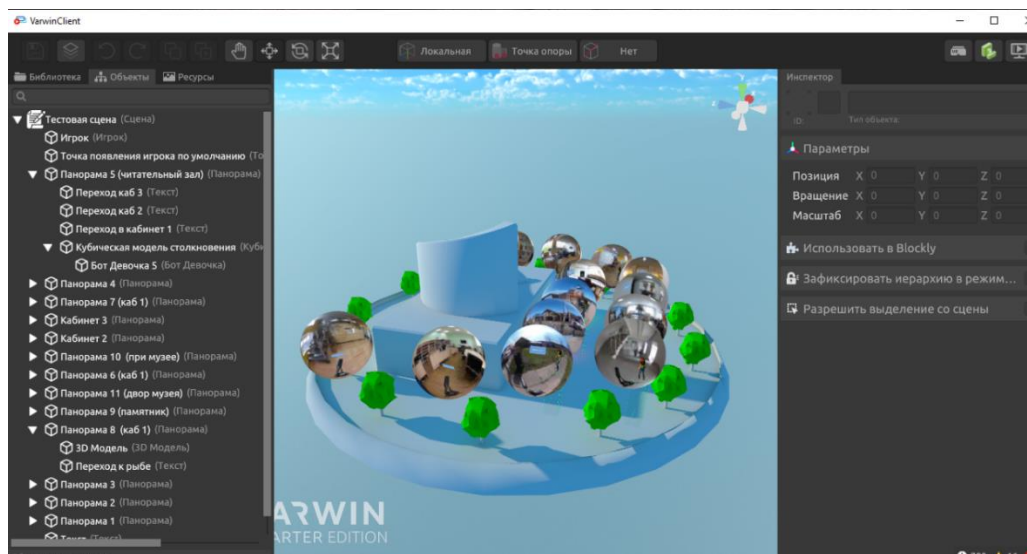 VarwinClient
Локальная
Точка опоры
Нет
Библиотека
Объекты
Ресурсы
Инспектор
ID:
Тип объекта:
Тестовая сцена (Сцена)
Игрок (Игрок)
Точка появления игрока по умолчанию (То
Панорама 5 (читательный зал) (Панорама)
Переход каб 3 (Текст)
Переход каб 2 (Текст)
Переход в кабинет 1 (Текст)
Кубическая модель столкновения (Куби
Бот Девочка 5 (Бот Девочка)
Панорама 4 (Панорама)
Панорама 7 (каб 1) (Панорама)
Кабинет 3 (Панорама)
Кабинет 2 (Панорама)
Панорама 10 (при музее) (Панорама)
Панорама 6 (каб 1) (Панорама)
Панорама 11 (двор музея) (Панорама)
Панорама 9 (памятник) (Панорама)
Панорама 8 (каб 1) (Панорама)
3D Модель (3D Модель)
Переход к рыбе (Текст)
Панорама 3 (Панорама)
Панорама 2 (Панорама)
Панорама 1 (Панорама)
Текст (Текст)
Параметры
Позиция X 0 Y 0 Z 0
Вращение X 0 Y 0 Z 0
Масштаб X 0 Y 0 Z 0
Использовать в Blockly
Зафиксировать иерархию в режим...
Разрешить выделение со сцены
ARWIN
ARTER EDITION